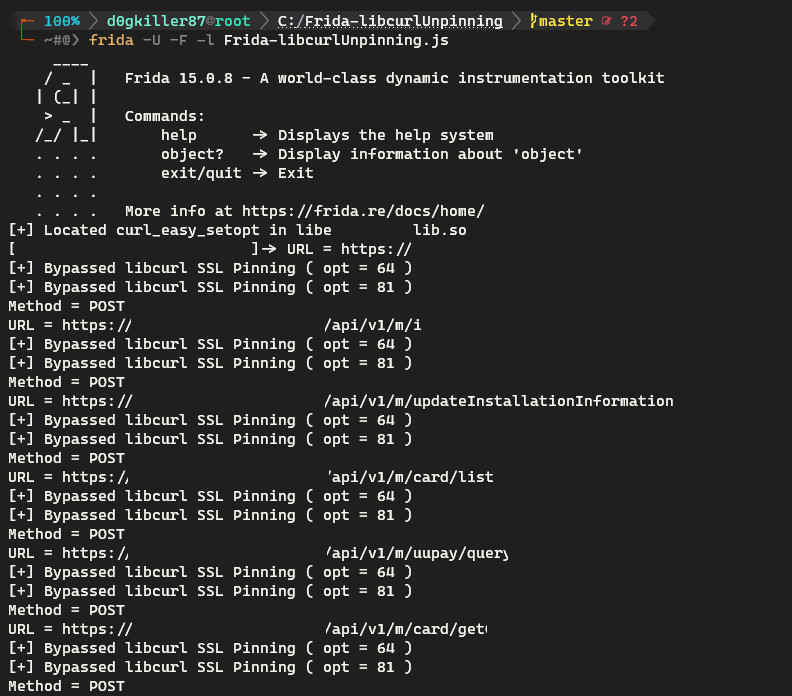 100% d0gkiller87@root C:/Frida-libcurlUnpinning master ?2
~#@> frida -U -F -l Frida-libcurlUnpinning.js
____
/ _  |   Frida 15.0.8 - A world-class dynamic instrumentation toolkit
| (_| |
> _  |   Commands:
/_/ |_|       help      -> Displays the help system
. . . .       object?   -> Display information about 'object'
. . . .       exit/quit -> Exit
. . . .
. . . .   More info at https://frida.re/docs/home/
[+] Located curl_easy_setopt in libe lib.so
[ ]-> URL = https://
[+] Bypassed libcurl SSL Pinning ( opt = 64 )
[+] Bypassed libcurl SSL Pinning ( opt = 81 )
Method = POST
URL = https:// /api/v1/m/i
[+] Bypassed libcurl SSL Pinning ( opt = 64 )
[+] Bypassed libcurl SSL Pinning ( opt = 81 )
Method = POST
URL = https:// /api/v1/m/updateInstallationInformation
[+] Bypassed libcurl SSL Pinning ( opt = 64 )
[+] Bypassed libcurl SSL Pinning ( opt = 81 )
Method = POST
URL = https:// /api/v1/m/card/list
[+] Bypassed libcurl SSL Pinning ( opt = 64 )
[+] Bypassed libcurl SSL Pinning ( opt = 81 )
Method = POST
URL = https:// /api/v1/m/uupay/query
[+] Bypassed libcurl SSL Pinning ( opt = 64 )
[+] Bypassed libcurl SSL Pinning ( opt = 81 )
Method = POST
URL = https:// /api/v1/m/card/get
[+] Bypassed libcurl SSL Pinning ( opt = 64 )
[+] Bypassed libcurl SSL Pinning ( opt = 81 )
Method = POST